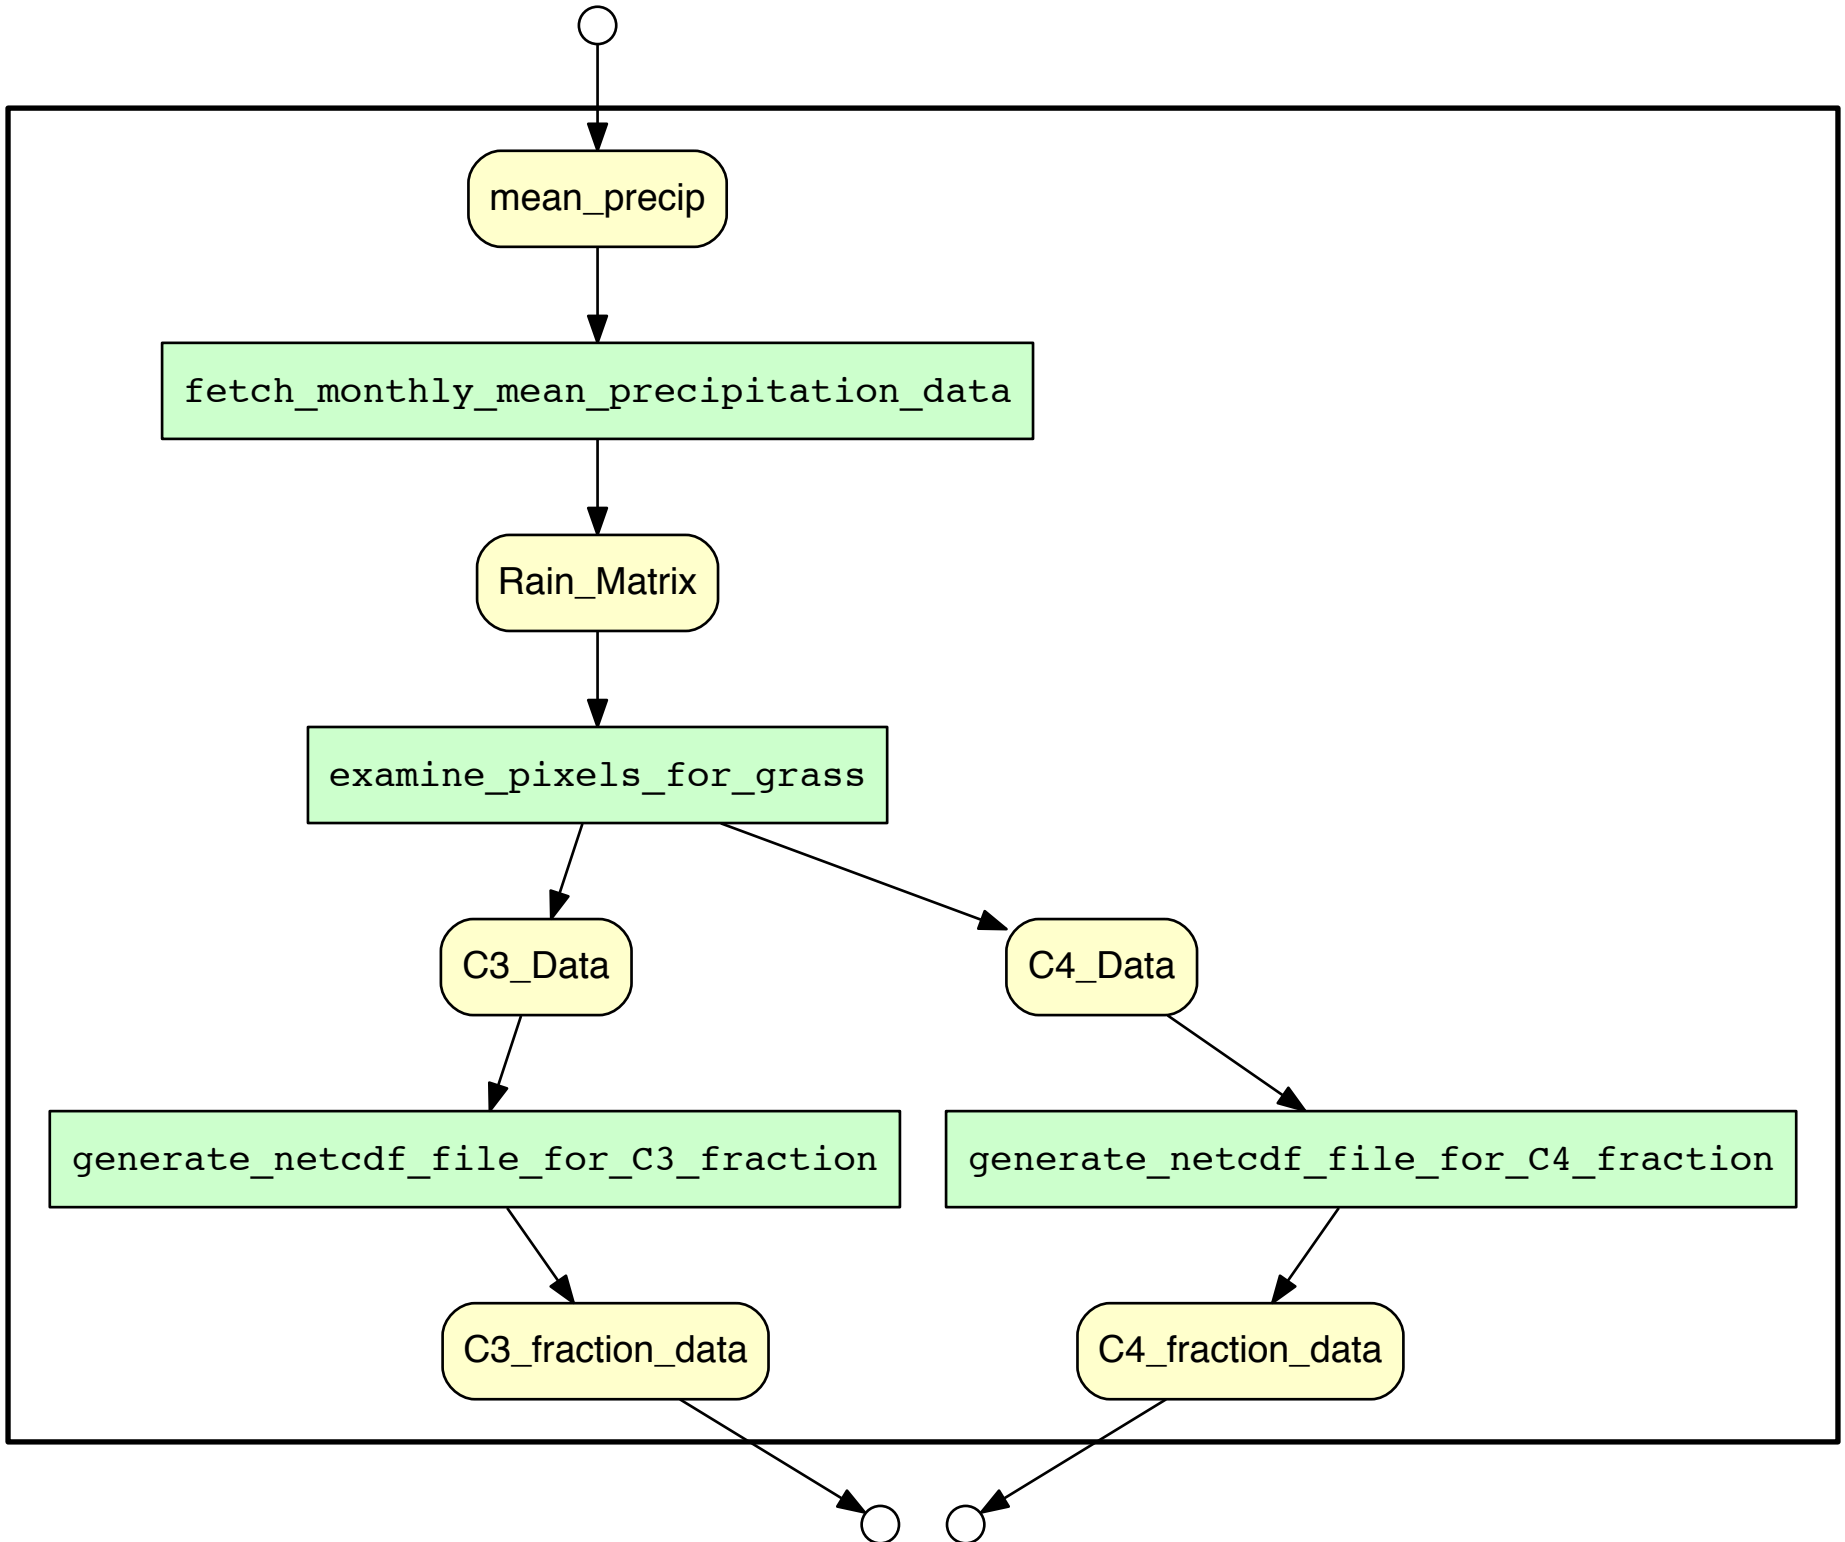 mean_precip
fetch_monthly_mean_precipitation_data
Rain_Matrix
examine_pixels_for_grass
C3_Data
C4_Data
generate_netcdf_file_for_C3_fraction
generate_netcdf_file_for_C4_fraction
C3_fraction_data
C4_fraction_data